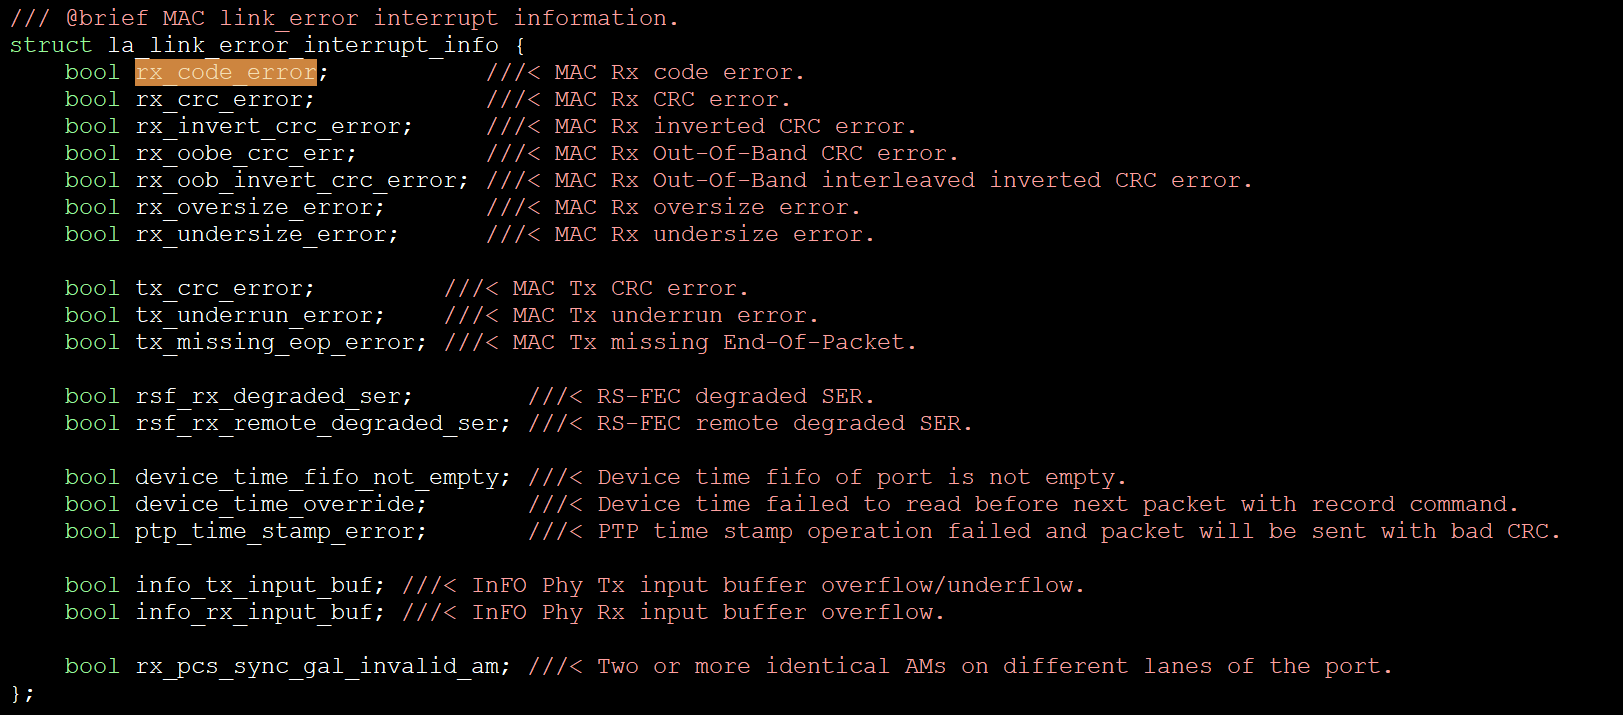 /// @brief MAC link error interrupt information.
struct la_link_error_interrupt_info {
    bool rx_code_error;            ///< MAC Rx code error.
    bool rx_crc_error;             ///< MAC Rx CRC error.
    bool rx_invert_crc_error;      ///< MAC Rx inverted CRC error.
    bool rx_oobe_crc_err;          ///< MAC Rx Out-Of-Band CRC error.
    bool rx_oob_invert_crc_error; ///< MAC Rx Out-Of-Band interleaved inverted CRC error.
    bool rx_oversize_error;        ///< MAC Rx oversize error.
    bool rx_undersize_error;       ///< MAC Rx undersize error.

    bool tx_crc_error;          ///< MAC Tx CRC error.
    bool tx_underrun_error;     ///< MAC Tx underrun error.
    bool tx_missing_eop_error; ///< MAC Tx missing End-Of-Packet.

    bool rsf_rx_degraded_ser;         ///< RS-FEC degraded SER.
    bool rsf_rx_remote_degraded_ser; ///< RS-FEC remote degraded SER.

    bool device_time_fifo_not_empty; ///< Device time fifo of port is not empty.
    bool device_time_override;        ///< Device time failed to read before next packet with record command.
    bool ptp_time_stamp_error;        ///< PTP time stamp operation failed and packet will be sent with bad CRC.

    bool info_tx_input_buf; ///< InFO Phy Tx input buffer overflow/underflow.
    bool info_rx_input_buf; ///< InFO Phy Rx input buffer overflow.

    bool rx_pcs_sync_gal_invalid_am; ///< Two or more identical AMs on different lanes of the port.
};